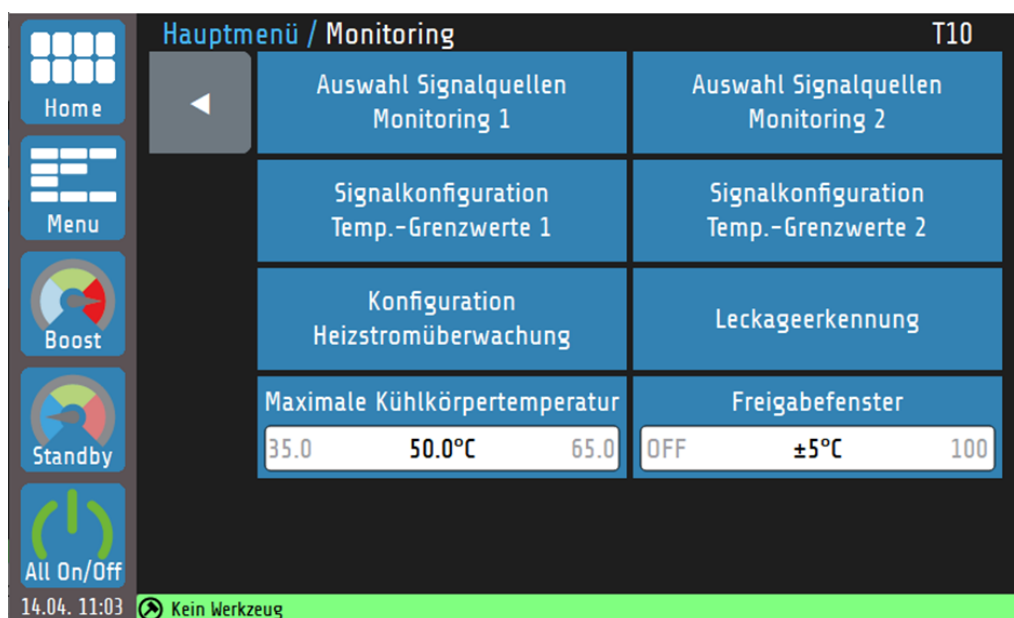 Hauptmenü / Monitoring T10
Home
Auswahl Signalquellen
Monitoring 1
Auswahl Signalquellen
Monitoring 2
Menu
Signalkonfiguration
Temp.-Grenzwerte 1
Signalkonfiguration
Temp.-Grenzwerte 2
Boost
Konfiguration
Heizstromüberwachung
Leckageerkennung
Standby
Maximale Kühlkörpertemperatur
35.0 50.0°C 65.0
Freigabefenster
OFF ±5°C 100
All On/Off
14.04. 11:03
Kein Werkzeug